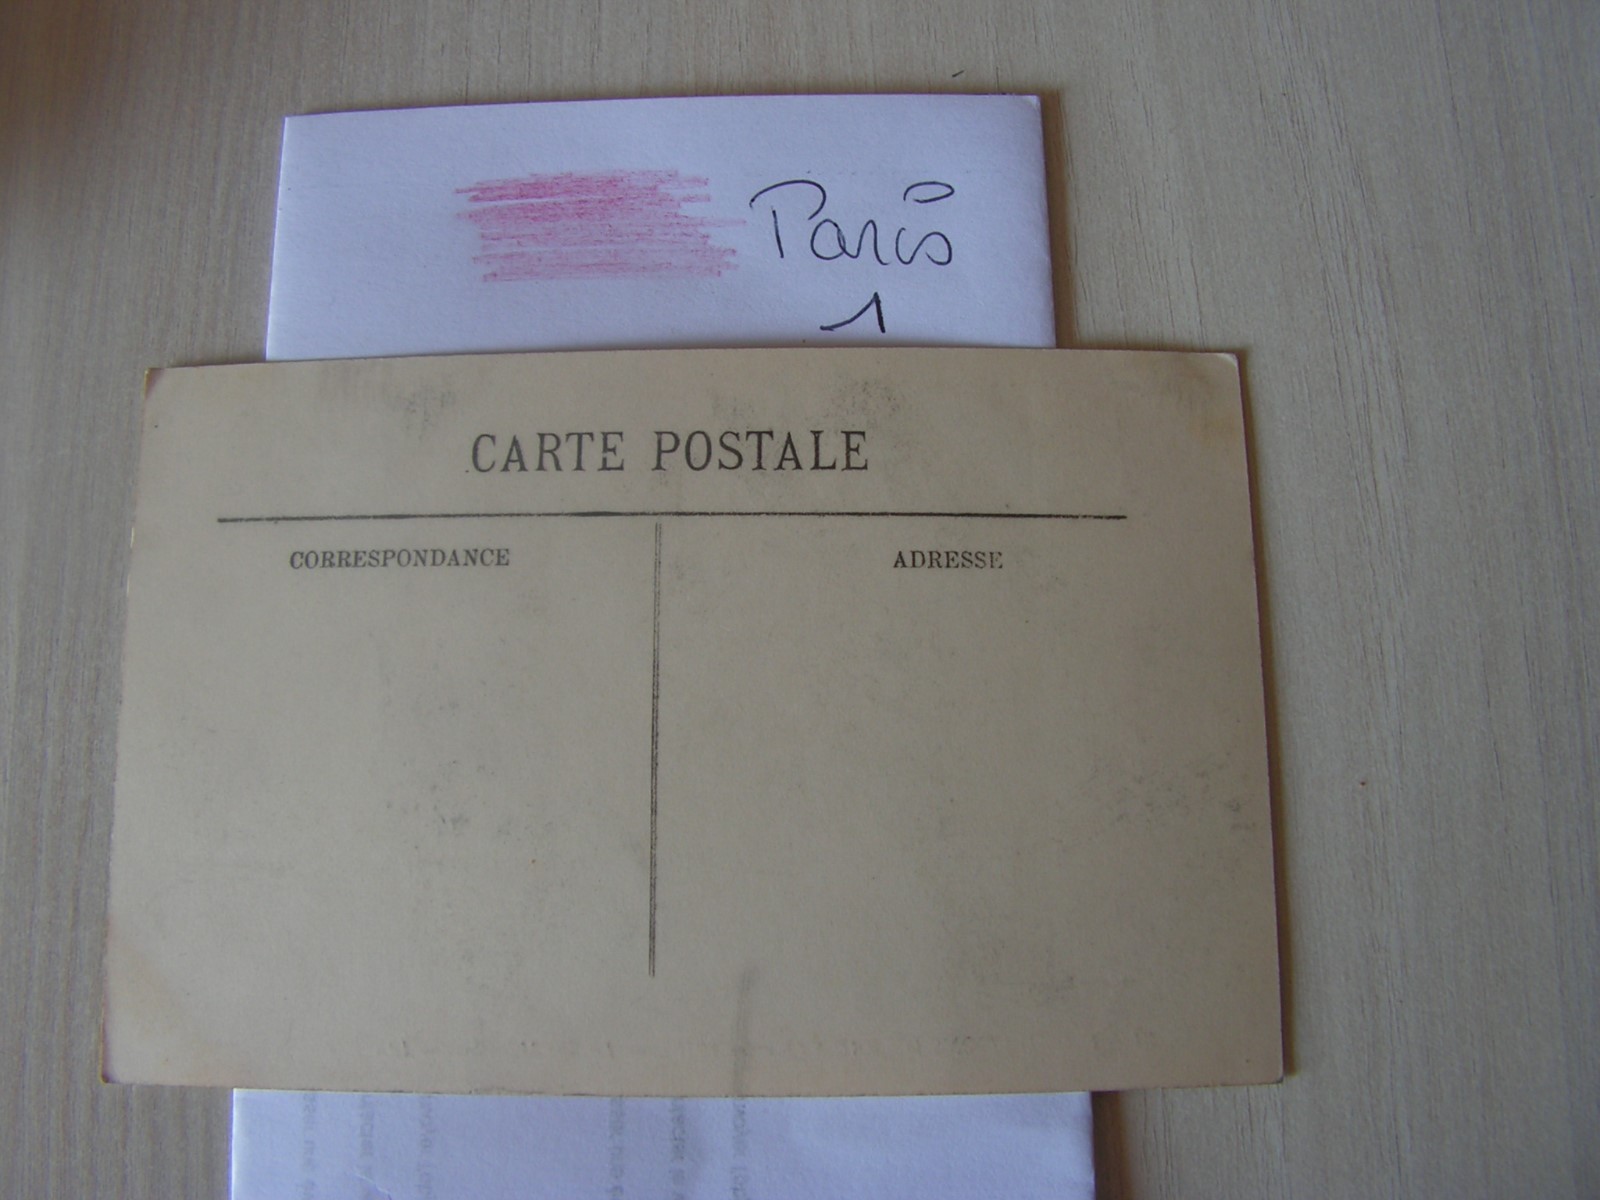 Paris
1
CARTE POSTALE
CORRESPONDANCE
ADRESSE